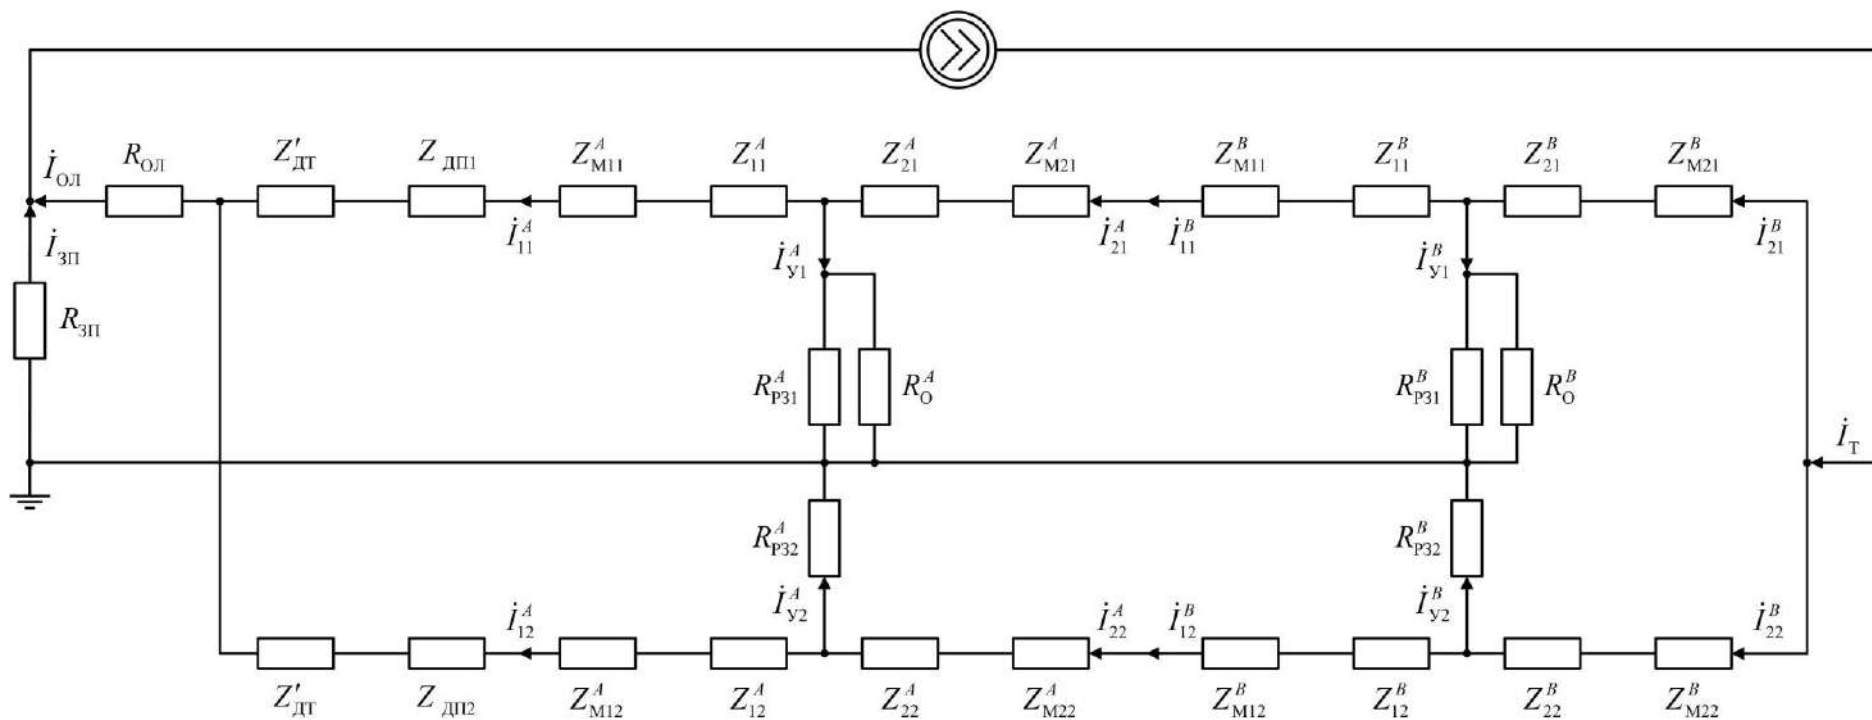 İ_ОЛ R_ОЛ Z′_ДТ Z_ДП1 Z^A_М11 Z^A_11 Z^A_21 Z^A_М21 Z^B_М11 Z^B_11 Z^B_21 Z^B_М21
İ_ЗП İ^A_11 İ^A_У1 İ^A_21 İ^B_11 İ^B_У1 İ^B_21
R_ЗП
R^A_РЗ1 R^A_О R^B_РЗ1 R^B_О
İ_Т
R^A_РЗ2 R^B_РЗ2
İ^A_12 İ^A_У2 İ^A_22 İ^B_12 İ^B_У2 İ^B_22
Z′_ДТ Z_ДП2 Z^A_М12 Z^A_12 Z^A_22 Z^A_М22 Z^B_М12 Z^B_12 Z^B_22 Z^B_М22